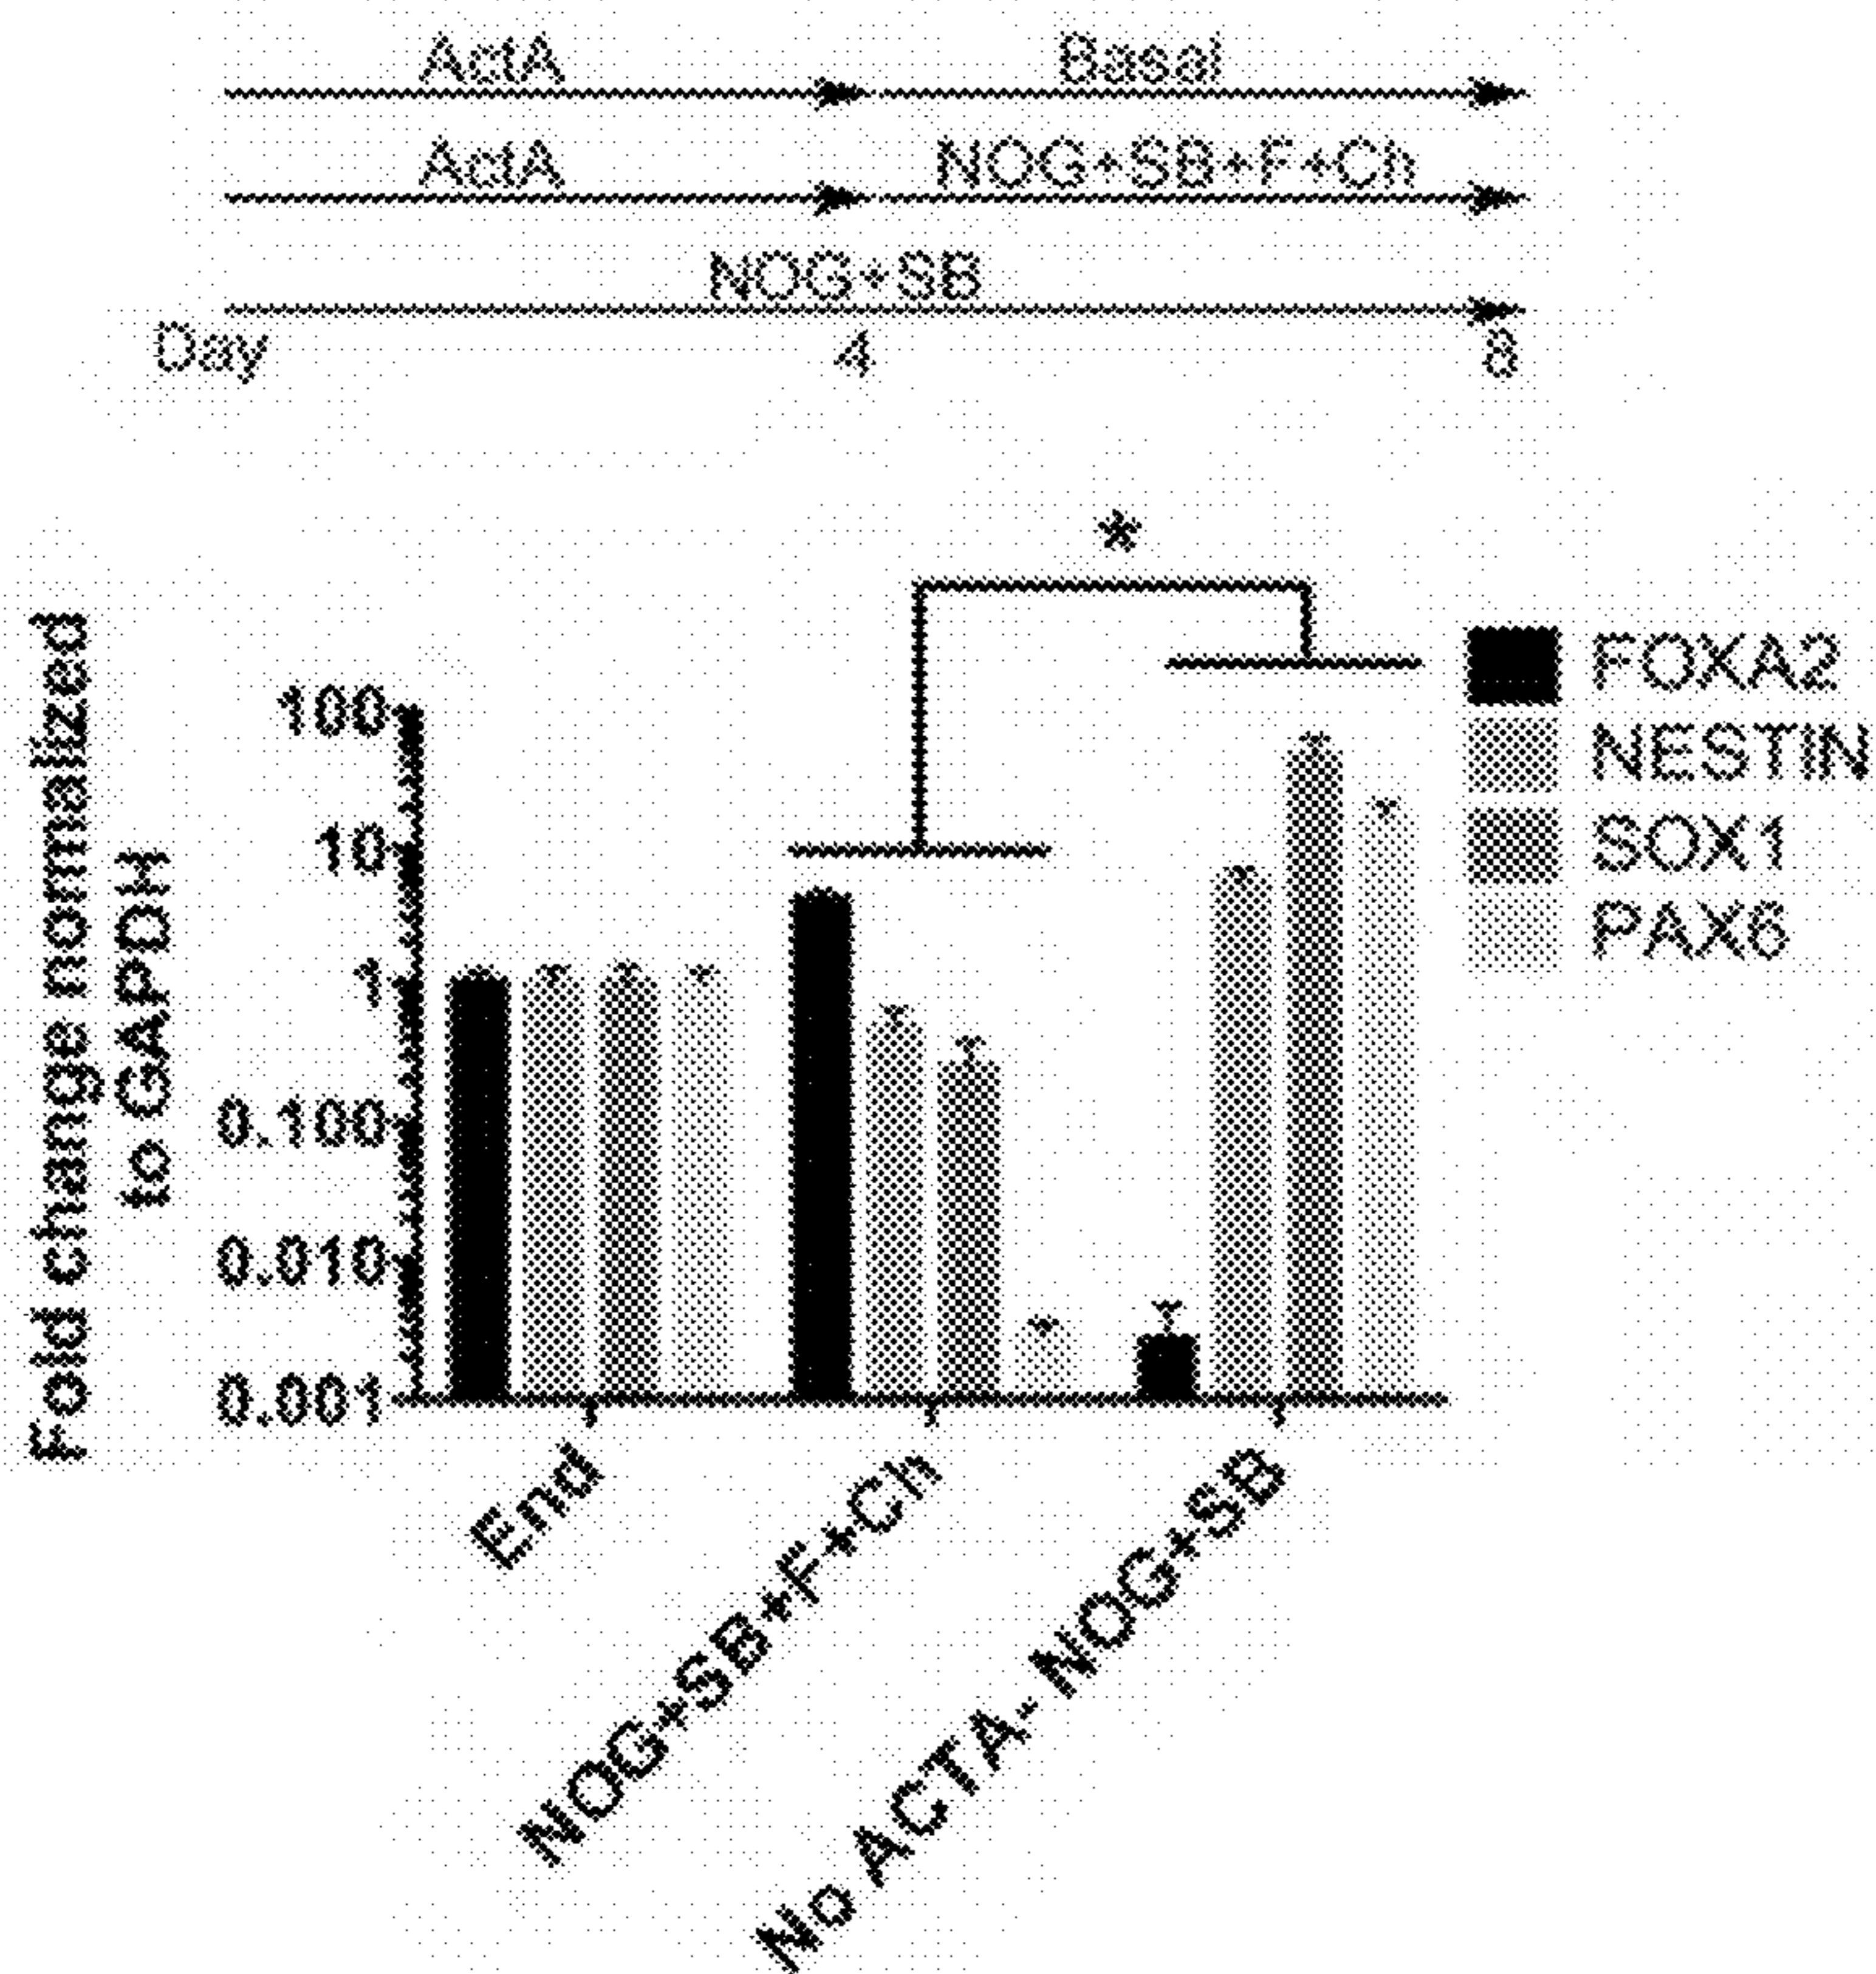 ActA Basal
ActA NOG+SB+F+Ch
NOG+SB
Day 4 8
*
Fold change normalized
to GAPDH
100
10
1
0.100
0.010
0.001
FOXA2
NESTIN
SOX1
PAX6
End
NOG+SB+F+Ch
No ACTA- NOG+SB